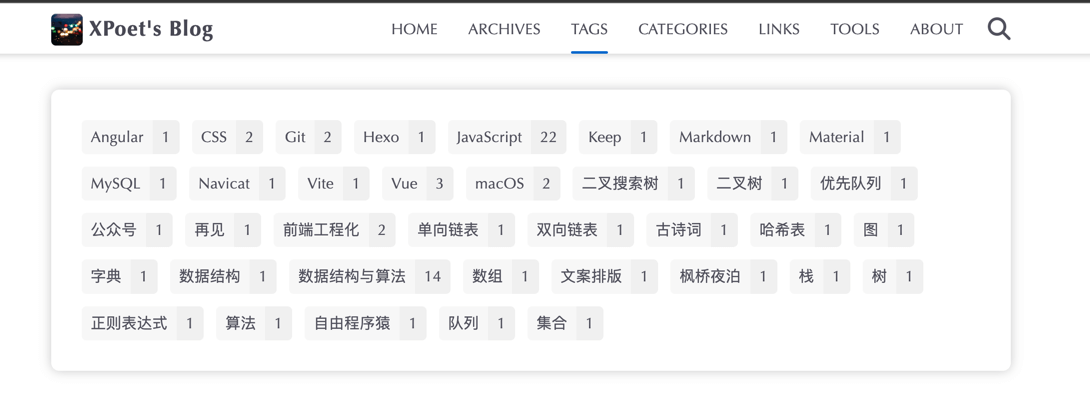 XPoet's Blog HOME ARCHIVES TAGS CATEGORIES LINKS TOOLS ABOUT
Angular 1 CSS 2 Git 2 Hexo 1 JavaScript 22 Keep 1 Markdown 1 Material 1
MySQL 1 Navicat 1 Vite 1 Vue 3 macOS 2 二叉搜索树 1 二叉树 1 优先队列 1
公众号 1 再见 1 前端工程化 2 单向链表 1 双向链表 1 古诗词 1 哈希表 1 图 1
字典 1 数据结构 1 数据结构与算法 14 数组 1 文案排版 1 枫桥夜泊 1 栈 1 树 1
正则表达式 1 算法 1 自由程序猿 1 队列 1 集合 1